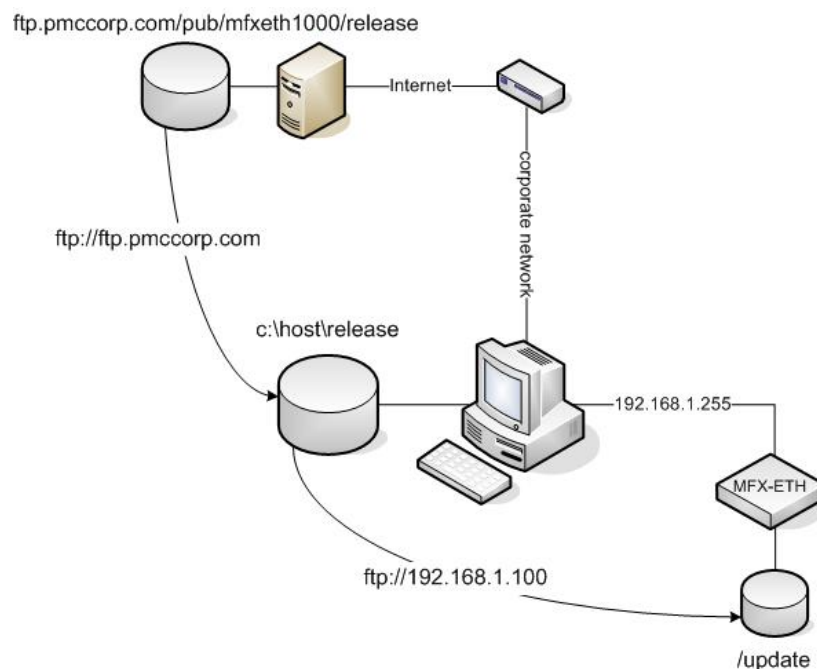 ftp.pmccorp.com/pub/mfxeth1000/release
Internet
corporate network
ftp://ftp.pmccorp.com
c:\host\release
192.168.1.255
MFX-ETH
ftp://192.168.1.100
/update